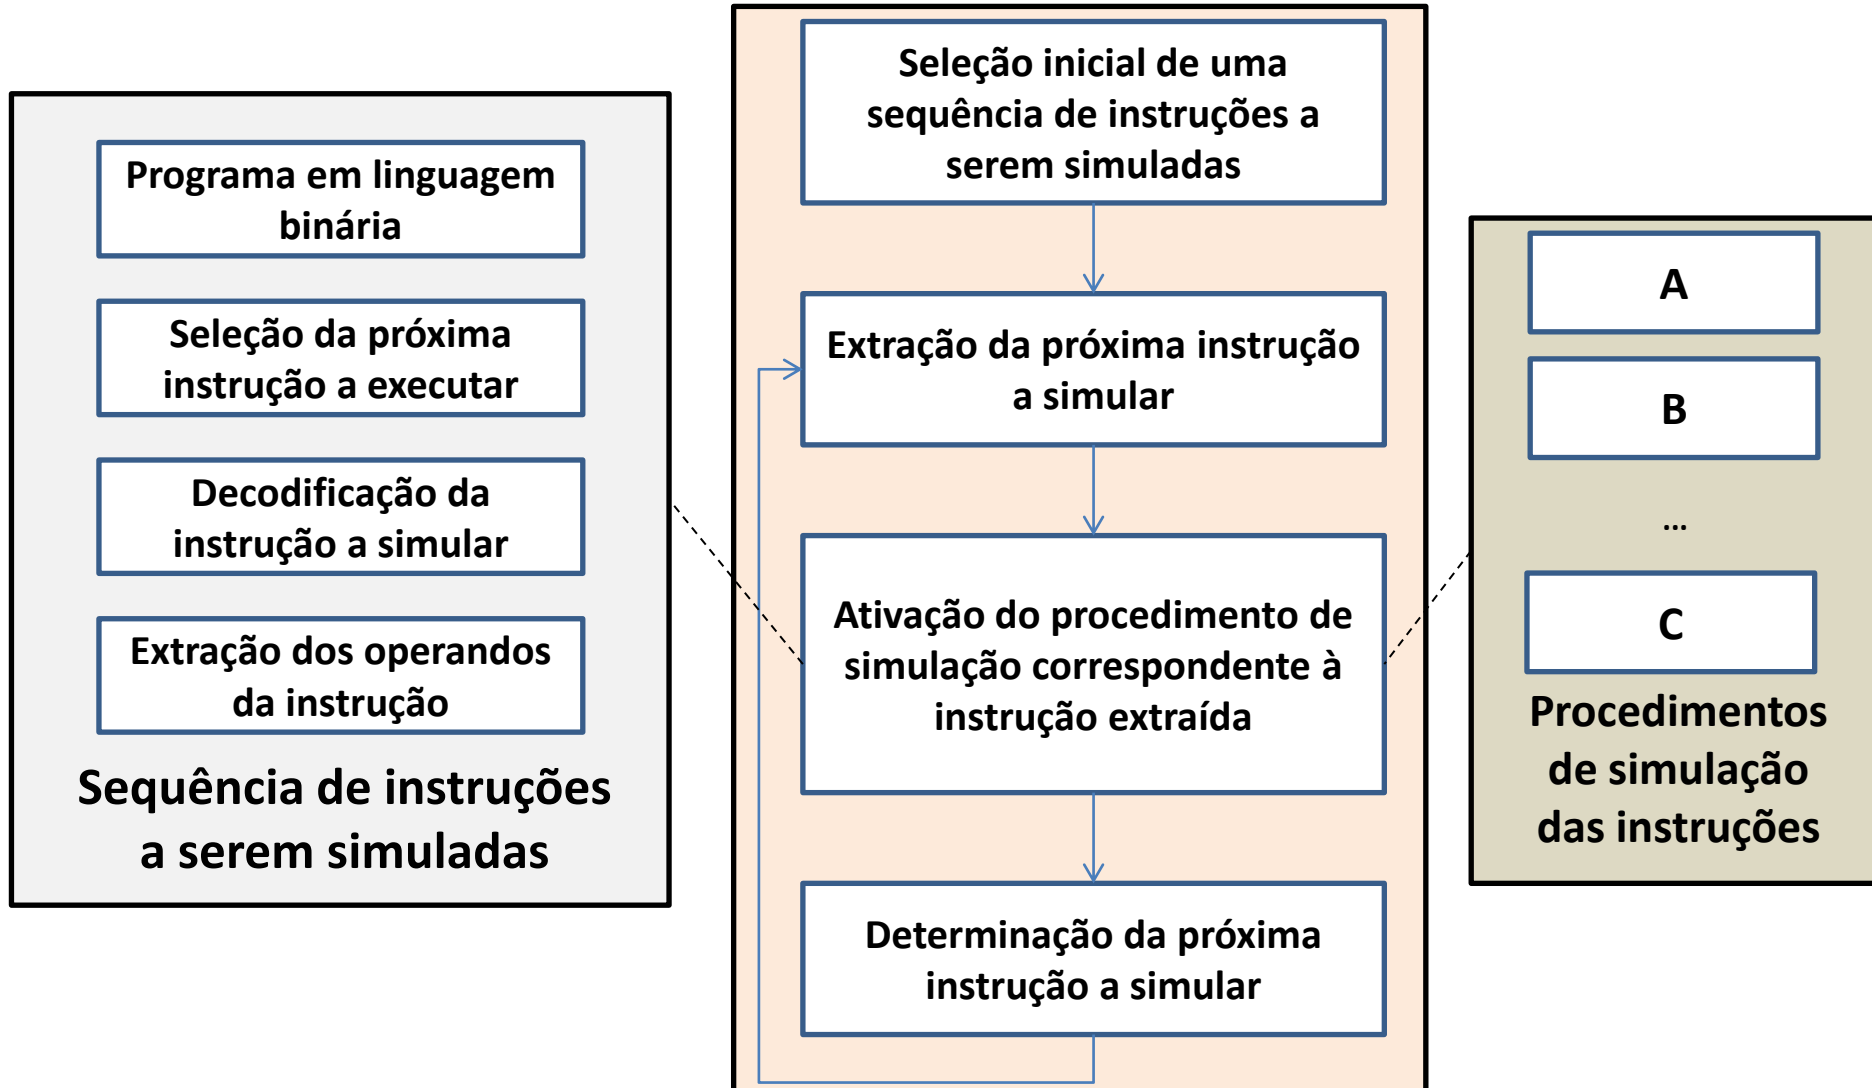 Programa em linguagem
binária
Seleção da próxima
instrução a executar
Decodificação da
instrução a simular
Extração dos operandos
da instrução
Sequência de instruções
a serem simuladas
Seleção inicial de uma
sequência de instruções a
serem simuladas
Extração da próxima instrução
a simular
Ativação do procedimento de
simulação correspondente à
instrução extraída
Determinação da próxima
instrução a simular
A
B
...
C
Procedimentos
de simulação
das instruções